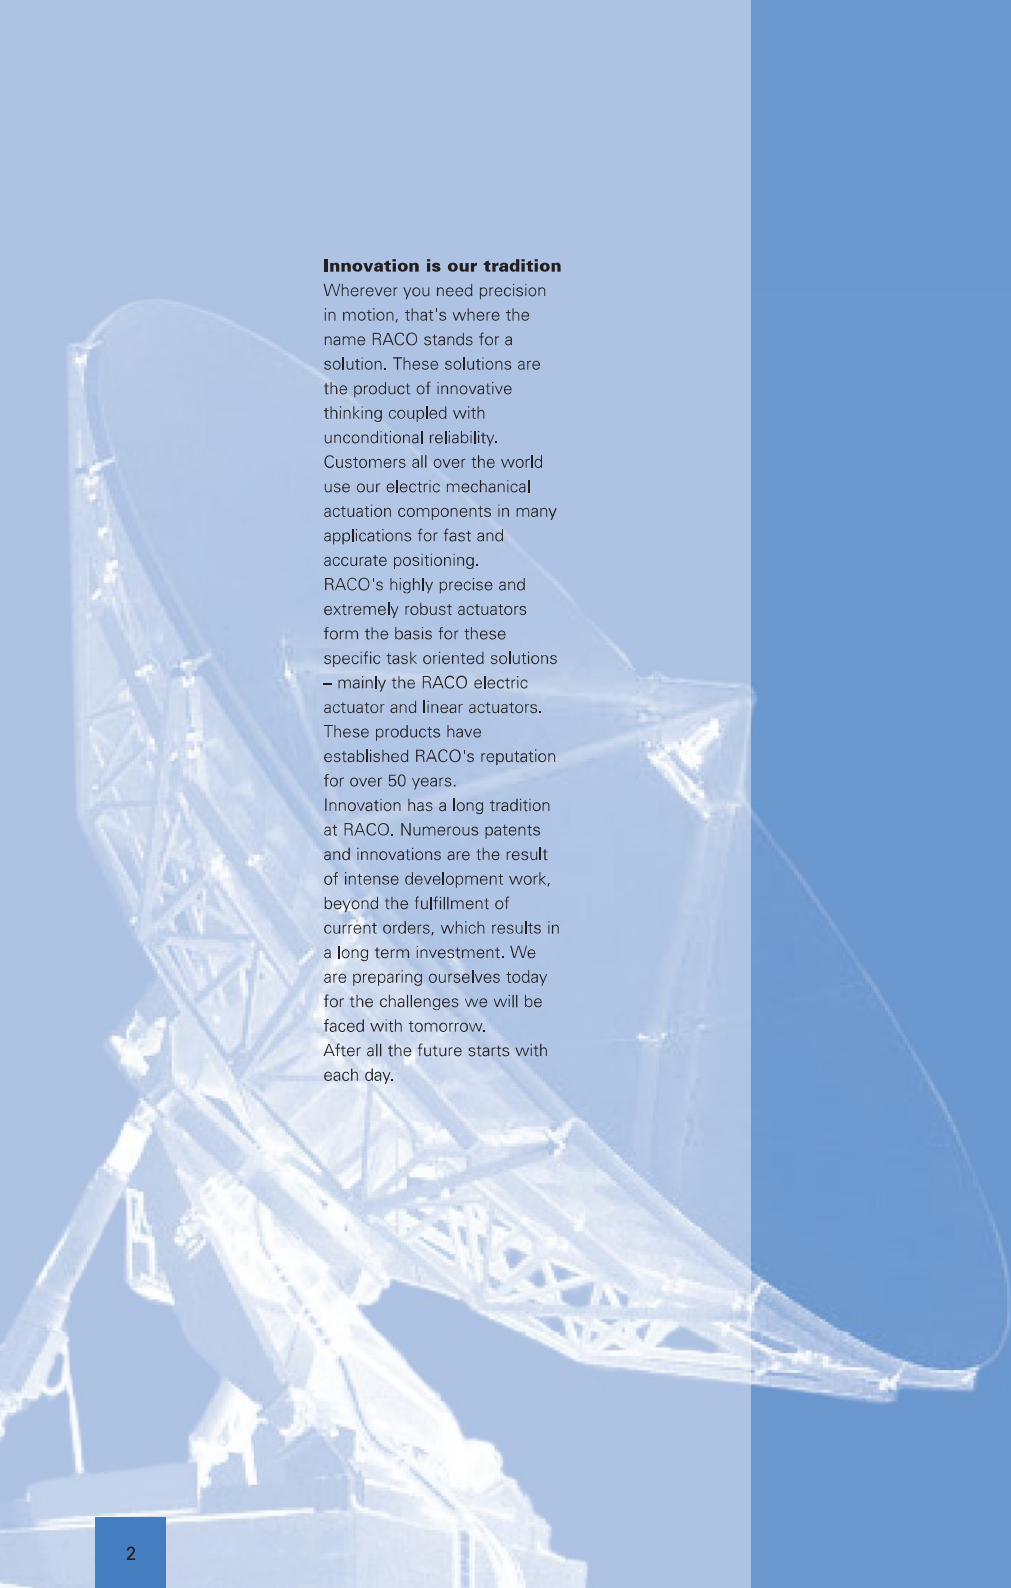 Innovation is our tradition
Wherever you need precision
in motion, that's where the
name RACO stands for a
solution. These solutions are
the product of innovative
thinking coupled with
unconditional reliability.
Customers all over the world
use our electric mechanical
actuation components in many
applications for fast and
accurate positioning.
RACO's highly precise and
extremely robust actuators
form the basis for these
specific task oriented solutions
– mainly the RACO electric
actuator and linear actuators.
These products have
established RACO's reputation
for over 50 years.
Innovation has a long tradition
at RACO. Numerous patents
and innovations are the result
of intense development work,
beyond the fulfillment of
current orders, which results in
a long term investment. We
are preparing ourselves today
for the challenges we will be
faced with tomorrow.
After all the future starts with
each day.
2